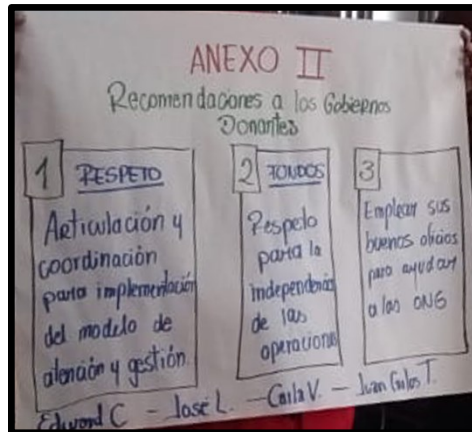 ANEXO II
Recomendaciones a los Gobiernos
Donantes
1 RESPETO
Articulación y
coordinación
para implementación
del modelo de
atención y gestión.
2 FONDOS
Respeto
para la
independencia
de las
operaciones
3
Emplear sus
buenos oficios
para ayudar
a las ONG
Edward C - José L. - Carla V. - Juan Carlos T.